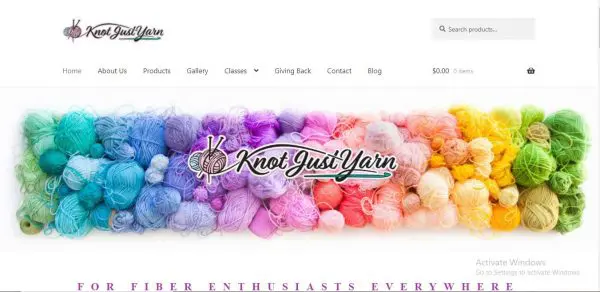 Knot Just Yarn
Search products...
Home About Us Products Gallery Classes Giving Back Contact Blog $0.00 0 items
Knot Just Yarn
Activate Windows
Go to Settings to activate Windows.
FOR FIBER ENTHUSIASTS EVERYWHERE